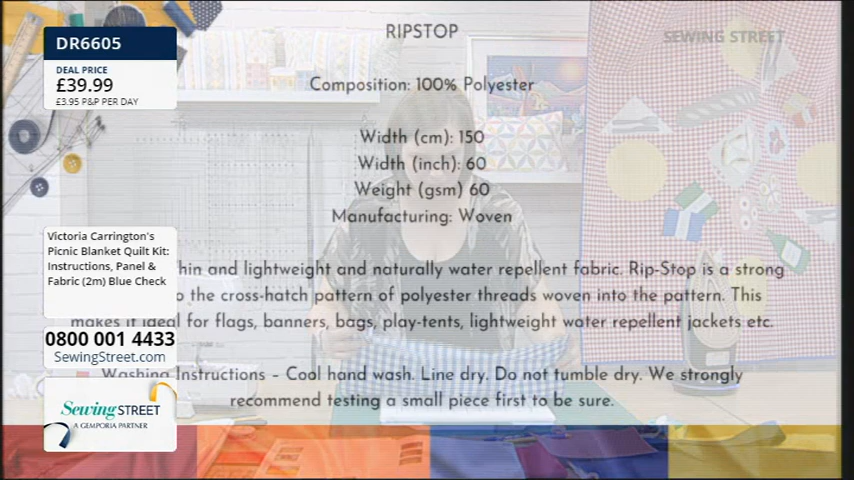 DR6605
DEAL PRICE
£39.99
£3.95 P&P PER DAY
SEWING STREET
RIPSTOP
Composition: 100% Polyester
Width (cm): 150
Width (inch): 60
Weight (gsm) 60
Manufacturing: Woven
hin and lightweight and naturally water repellent fabric. Rip-Stop is a strong
o the cross-hatch pattern of polyester threads woven into the pattern. This
makes it ideal for flags, banners, bags, play-tents, lightweight water repellent jackets etc.
Washing Instructions – Cool hand wash. Line dry. Do not tumble dry. We strongly
recommend testing a small piece first to be sure.
Victoria Carrington's
Picnic Blanket Quilt Kit:
Instructions, Panel &
Fabric (2m) Blue Check
0800 001 4433
SewingStreet.com
Sewing STREET
A GEMPORIA PARTNER